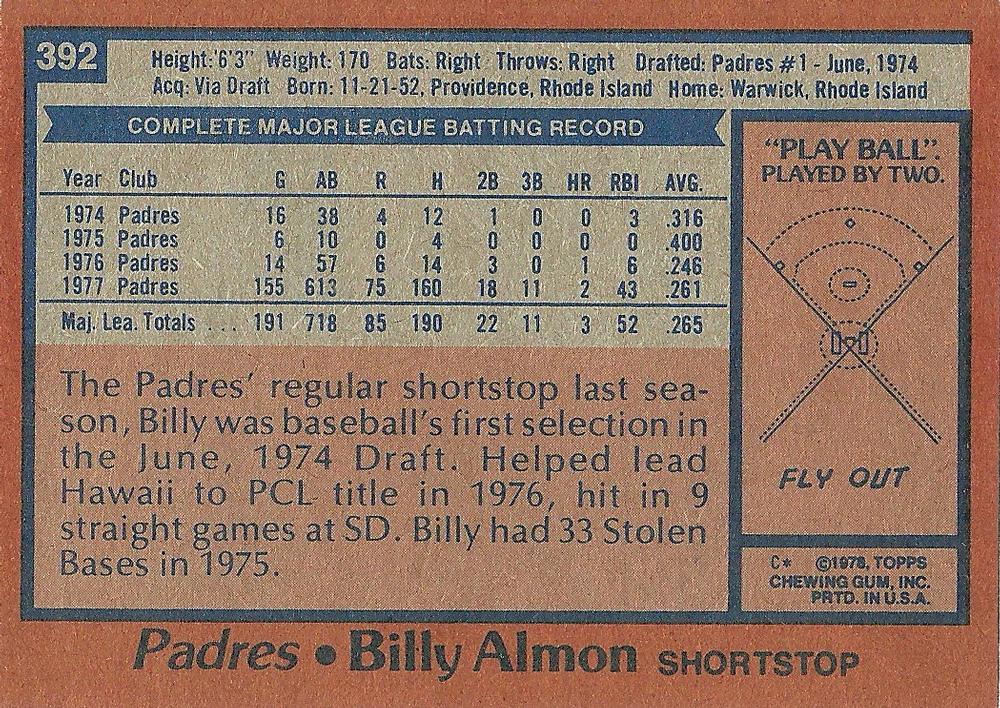 392
Height: 6'3" Weight: 170 Bats: Right Throws: Right Drafted: Padres #1 - June, 1974
Acq: Via Draft Born: 11-21-52, Providence, Rhode Island Home: Warwick, Rhode Island
COMPLETE MAJOR LEAGUE BATTING RECORD
Year Club G AB R H 2B 3B HR RBI AVG.
1974 Padres 16 38 4 12 1 0 0 3 .316
1975 Padres 6 10 0 4 0 0 0 0 .400
1976 Padres 14 57 6 14 3 0 1 6 .246
1977 Padres 155 613 75 160 18 11 2 43 .261
Maj. Lea. Totals ... 191 718 85 190 22 11 3 52 .265
The Padres' regular shortstop last sea-
son, Billy was baseball's first selection in
the June, 1974 Draft. Helped lead
Hawaii to PCL title in 1976, hit in 9
straight games at SD. Billy had 33 Stolen
Bases in 1975.
"PLAY BALL".
PLAYED BY TWO.
FLY OUT
C* ©1978, TOPPS
CHEWING GUM, INC.
PRTD. IN U.S.A.
Padres • Billy Almon SHORTSTOP